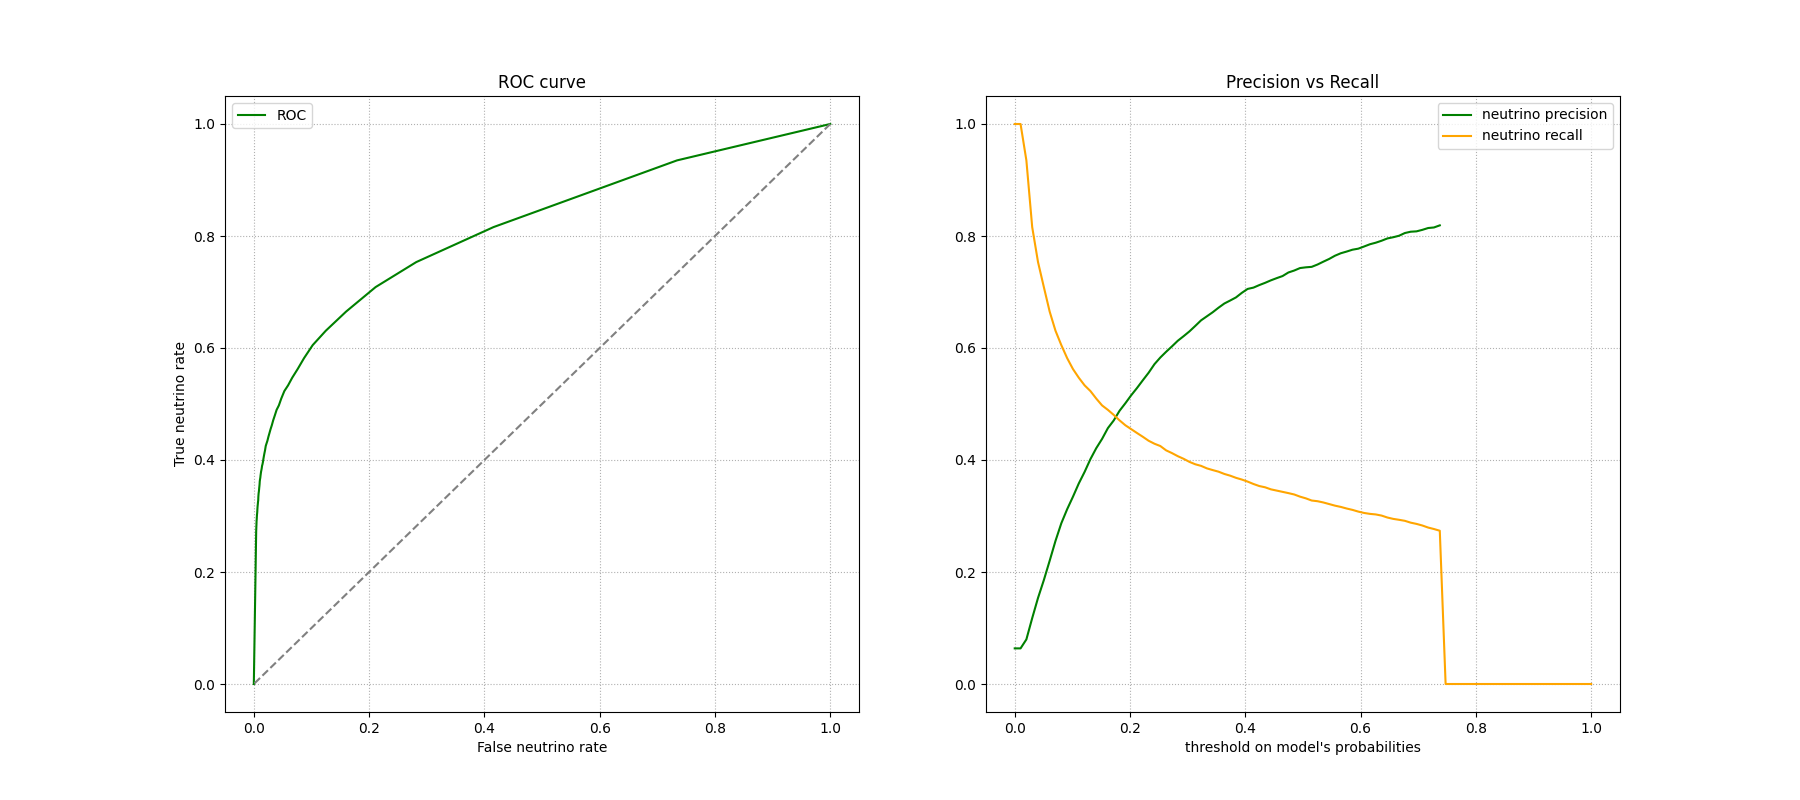 ROC curve
ROC
1.0
0.8
0.6
0.4
0.2
0.0
True neutrino rate
0.0 0.2 0.4 0.6 0.8 1.0
False neutrino rate
Precision vs Recall
neutrino precision
neutrino recall
1.0
0.8
0.6
0.4
0.2
0.0
0.0 0.2 0.4 0.6 0.8 1.0
threshold on model's probabilities